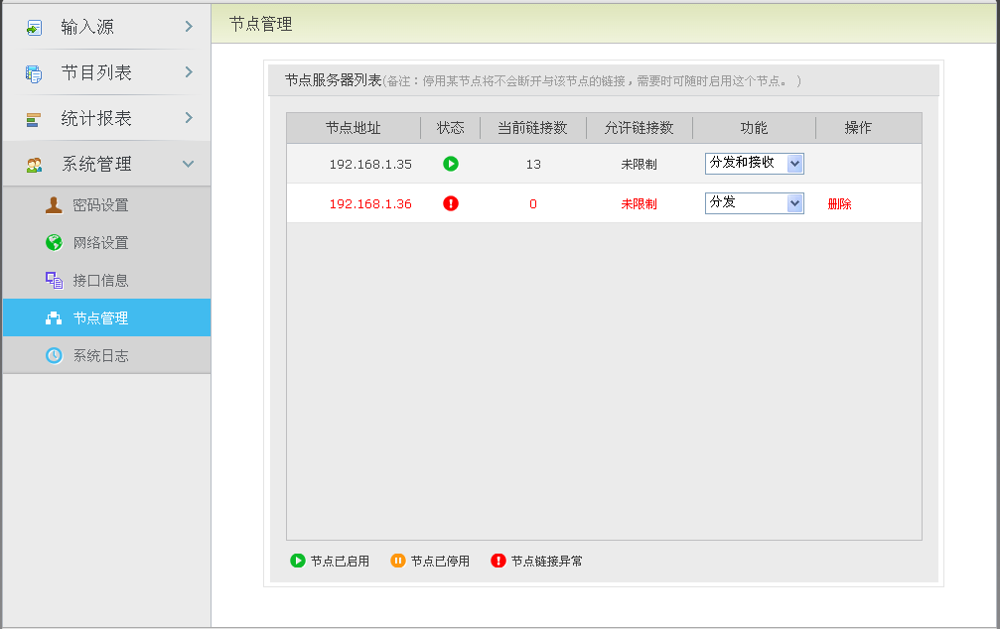 输入源
节目列表
统计报表
系统管理
密码设置
网络设置
接口信息
节点管理
系统日志
节点管理
节点服务器列表(备注：停用某节点将不会断开与该节点的链接，需要时可随时启用这个节点。 )
节点地址 状态 当前链接数 允许链接数 功能 操作
192.168.1.35 13 未限制 分发和接收
192.168.1.36 0 未限制 分发 删除
节点已启用 节点已停用 节点链接异常